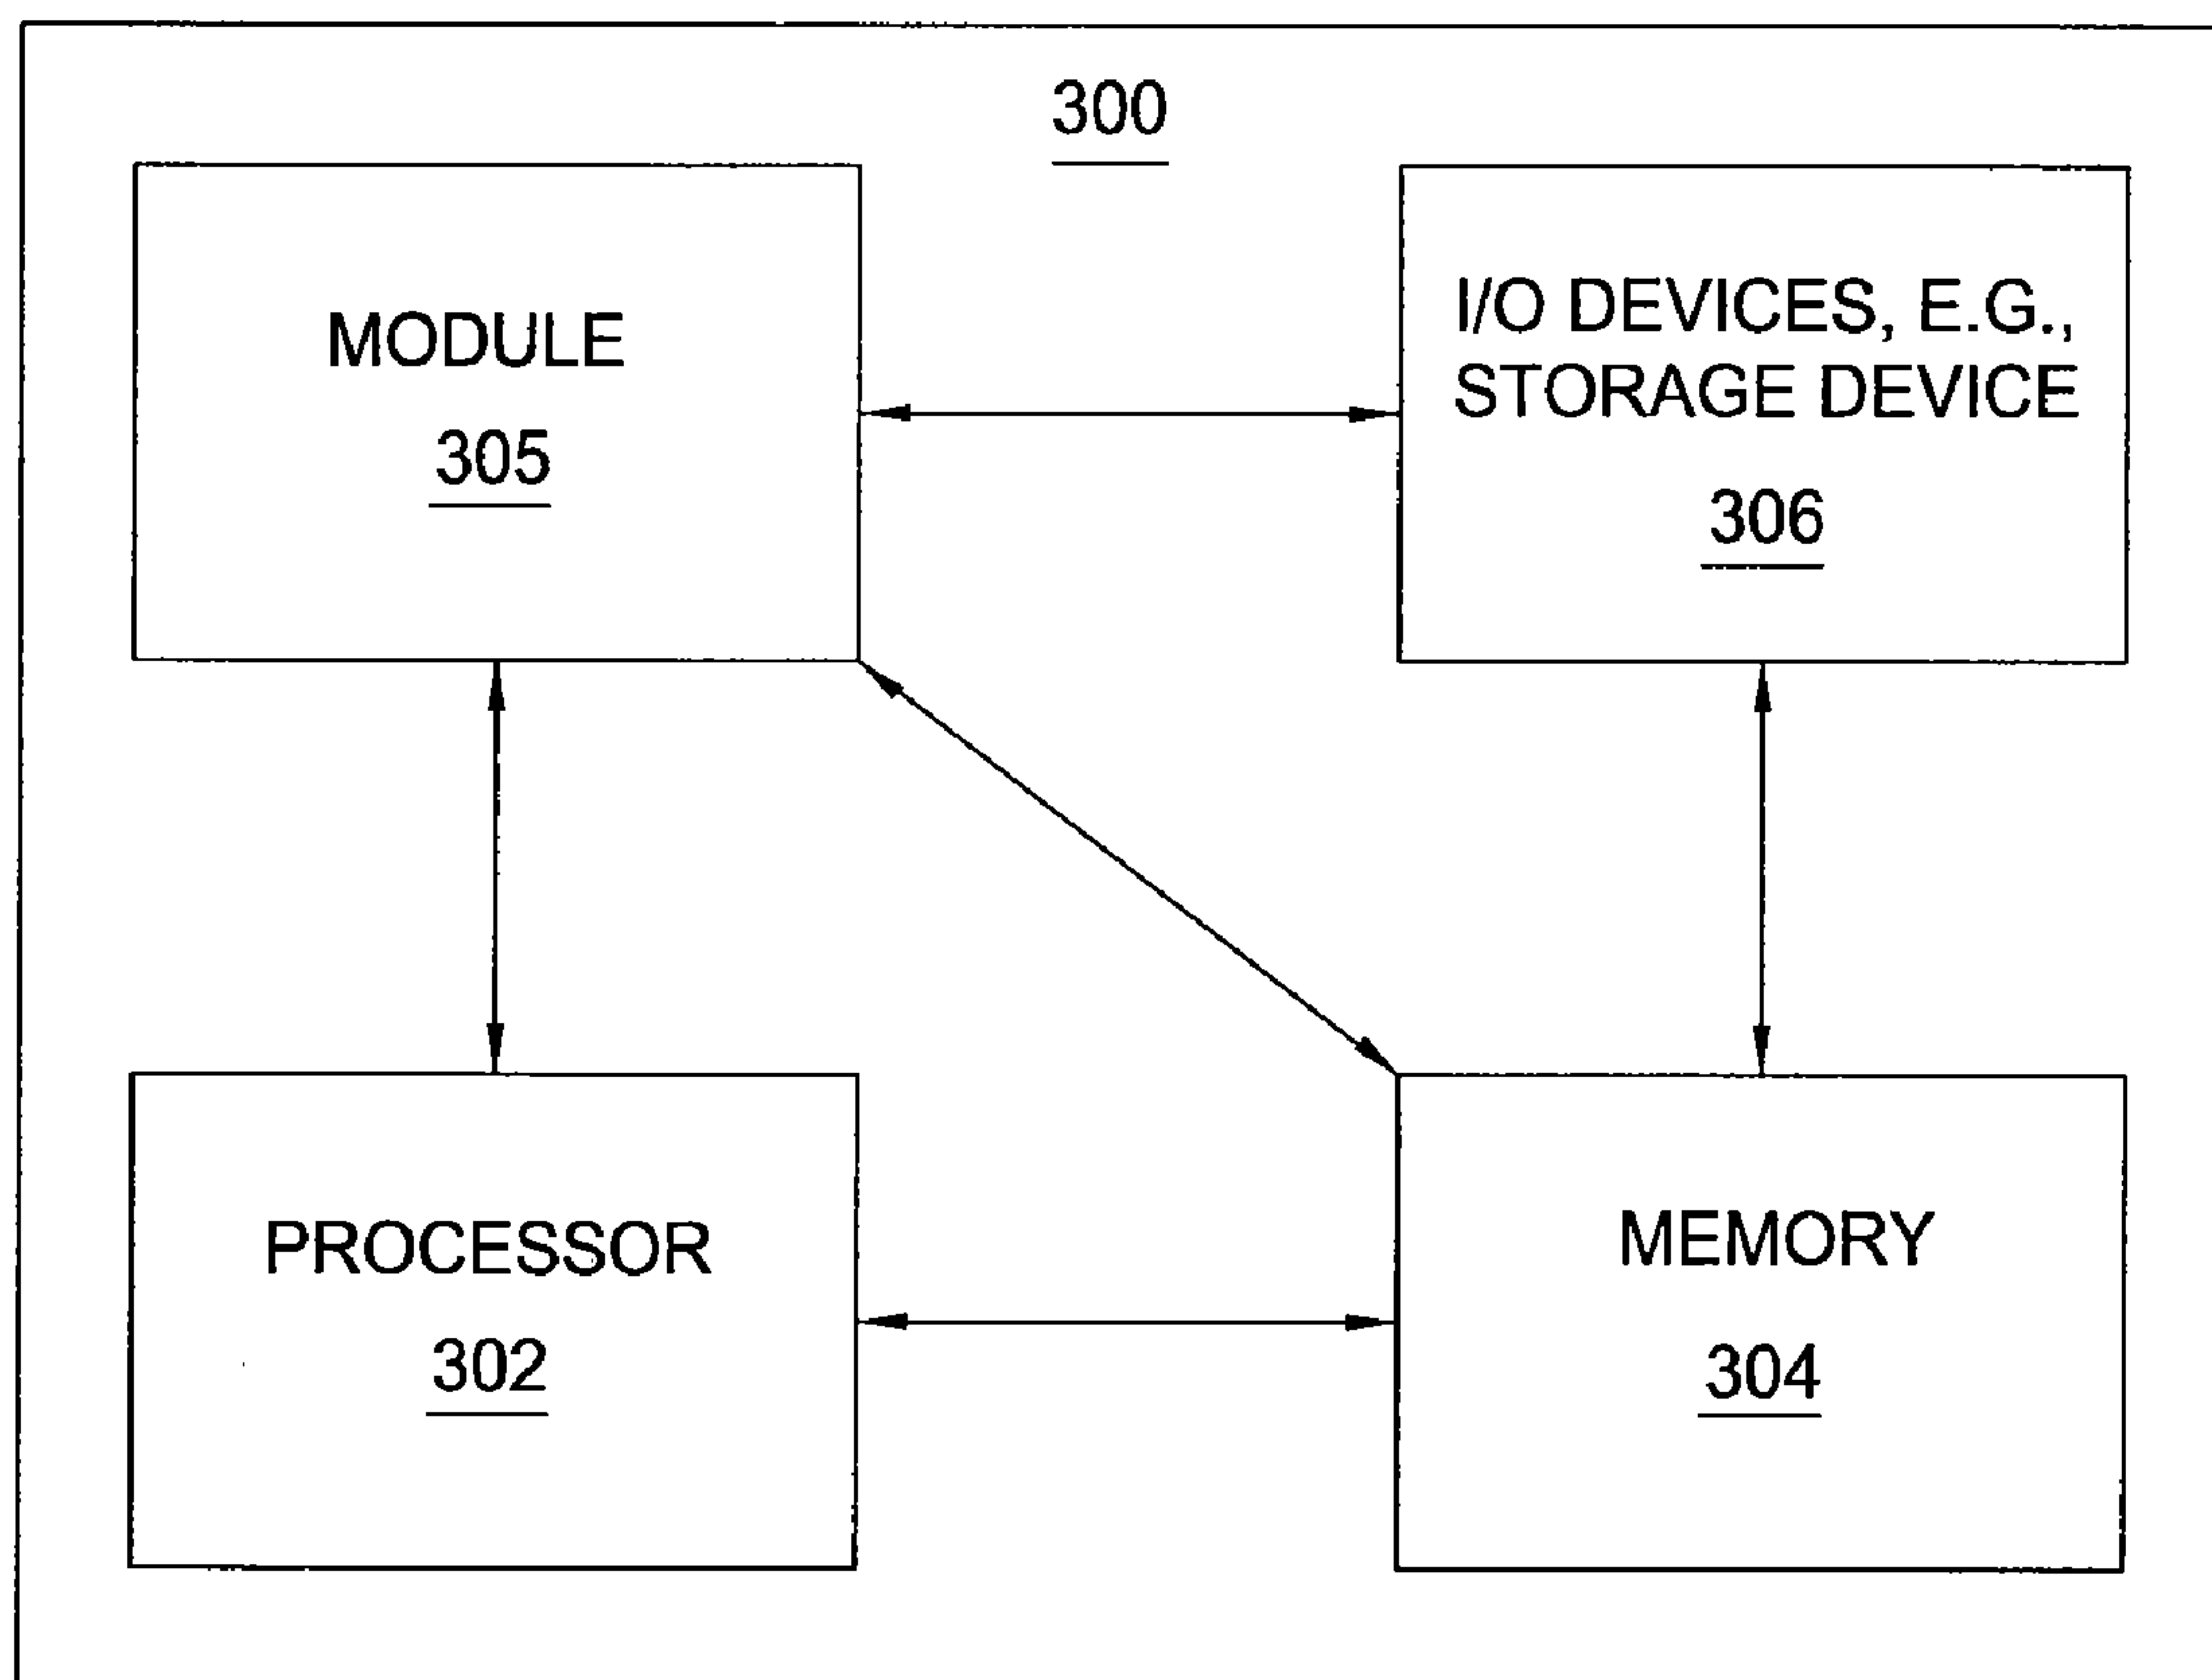 300
MODULE
305
I/O DEVICES, E.G.,
STORAGE DEVICE
306
PROCESSOR
302
MEMORY
304